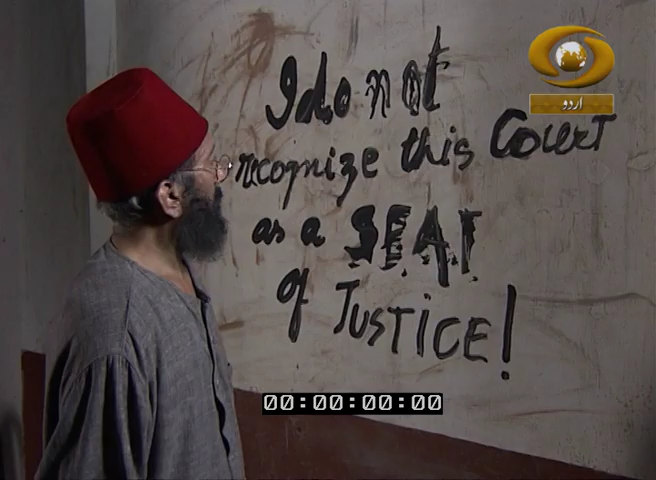 اردو
I do not
recognize this Court
as a SEAT
of JUSTICE!
00:00:00:00